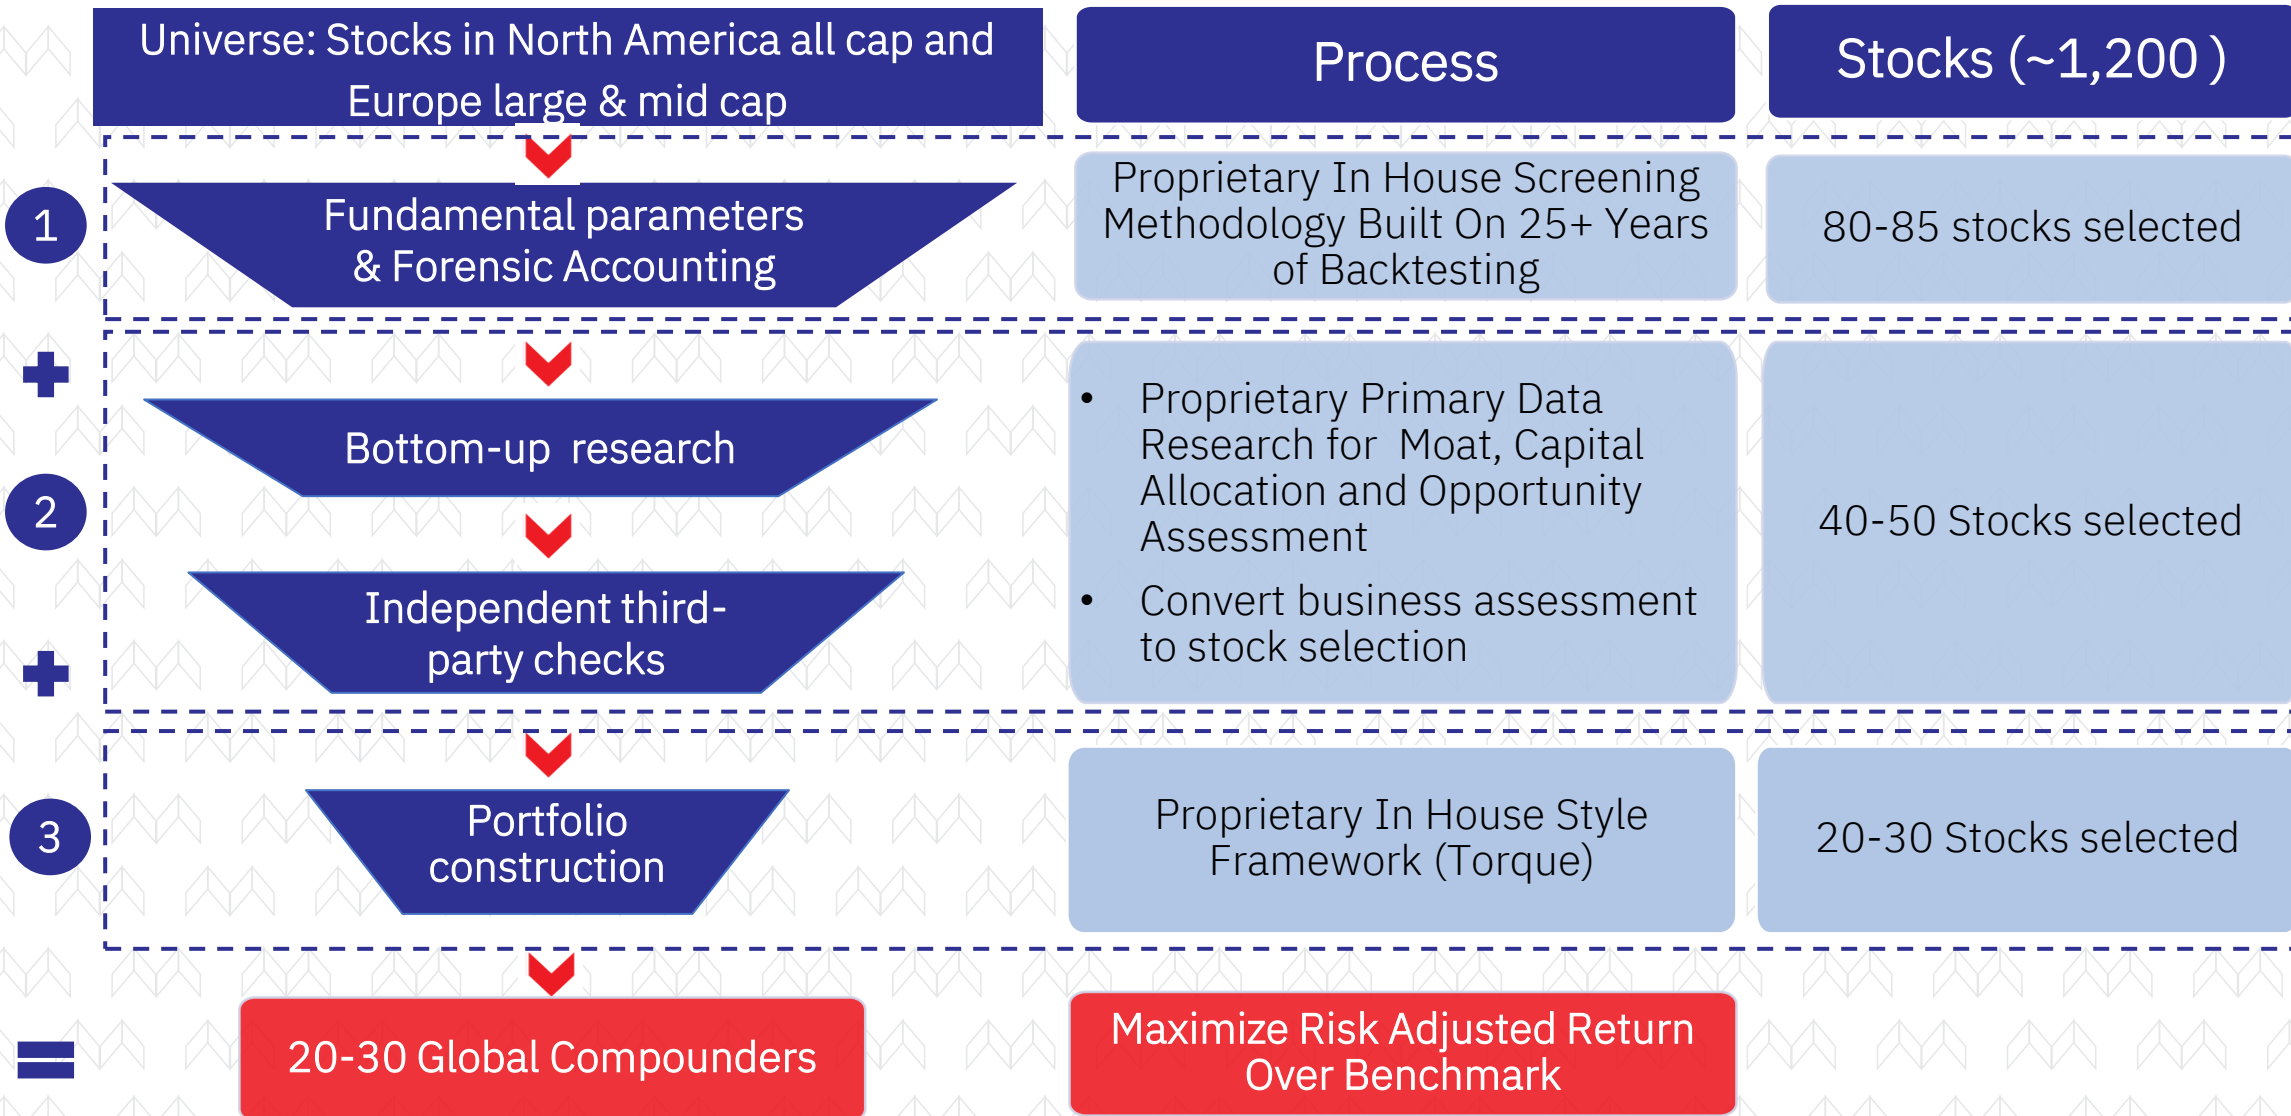 Universe: Stocks in North America all cap and
Europe large & mid cap
Process
Stocks (~1,200 )
1
Fundamental parameters
& Forensic Accounting
Proprietary In House Screening
Methodology Built On 25+ Years
of Backtesting
80-85 stocks selected
2
Bottom-up research
Independent third-
party checks
• Proprietary Primary Data
Research for Moat, Capital
Allocation and Opportunity
Assessment
• Convert business assessment
to stock selection
40-50 Stocks selected
3
Portfolio
construction
Proprietary In House Style
Framework (Torque)
20-30 Stocks selected
20-30 Global Compounders
Maximize Risk Adjusted Return
Over Benchmark